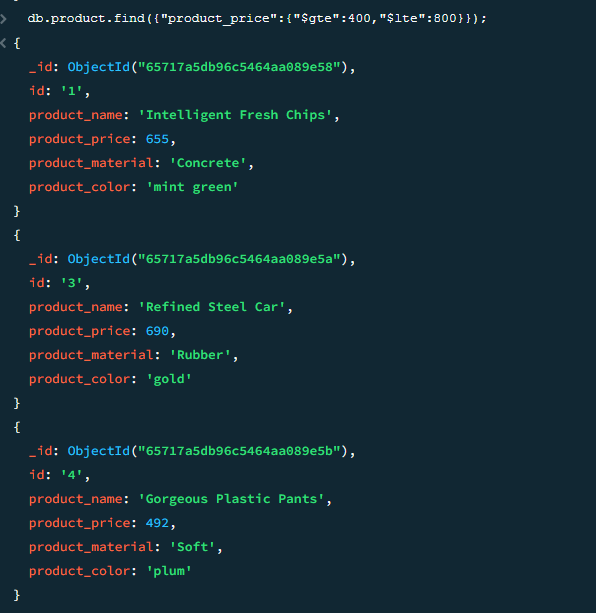 > db.product.find({"product_price":{"$gte":400,"$lte":800}});
< {
_id: ObjectId("65717a5db96c5464aa089e58"),
id: '1',
product_name: 'Intelligent Fresh Chips',
product_price: 655,
product_material: 'Concrete',
product_color: 'mint green'
}
{
_id: ObjectId("65717a5db96c5464aa089e5a"),
id: '3',
product_name: 'Refined Steel Car',
product_price: 690,
product_material: 'Rubber',
product_color: 'gold'
}
{
_id: ObjectId("65717a5db96c5464aa089e5b"),
id: '4',
product_name: 'Gorgeous Plastic Pants',
product_price: 492,
product_material: 'Soft',
product_color: 'plum'
}